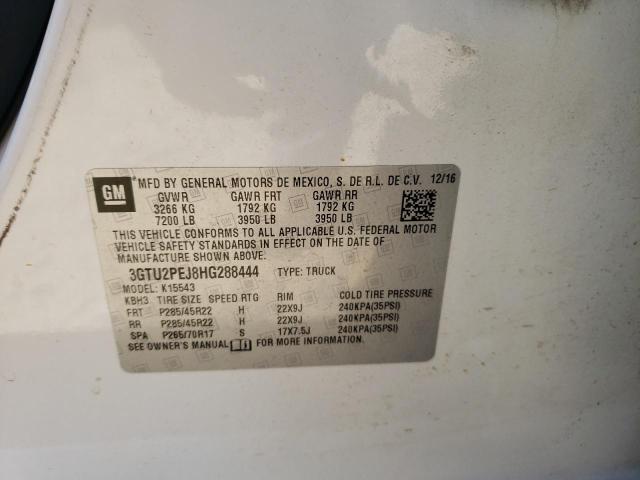 GM
*MFD BY GENERAL MOTORS DE MEXICO, S. DE R.L. DE C.V. 12/16
GVWR GAWR FRT GAWR RR
3266 KG 1792 KG 1792 KG
7200 LB 3950 LB 3950 LB
THIS VEHICLE CONFORMS TO ALL APPLICABLE U.S. FEDERAL MOTOR
VEHICLE SAFETY STANDARDS IN EFFECT ON THE DATE OF
MANUFACTURE SHOWN ABOVE.
3GTU2PEJ8HG288444 TYPE: TRUCK
MODEL: K15543
KBH3 TIRE SIZE SPEED RTG RIM COLD TIRE PRESSURE
FRT P285/45R22 H 22X9J 240KPA(35PSI)
RR P285/45R22 H 22X9J 240KPA(35PSI)
SPA P265/70R17 S 17X7.5J 240KPA(35PSI)
SEE OWNER'S MANUAL FOR MORE INFORMATION.